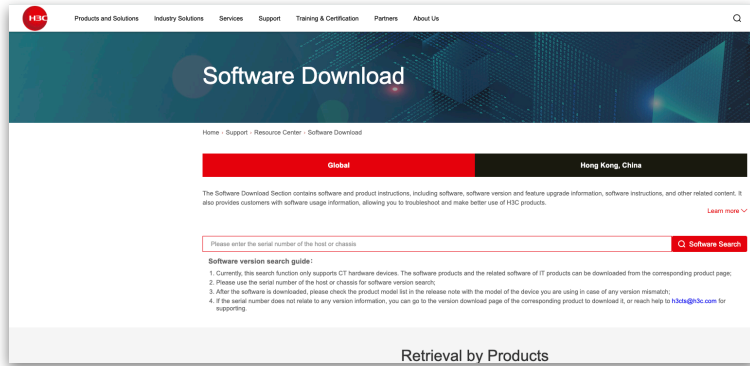 H3C
Products and Solutions Industry Solutions Services Support Training & Certification Partners About Us
Software Download
Home › Support › Resource Center › Software Download
Global
Hong Kong, China
The Software Download Section contains software and product instructions, including software, software version and feature upgrade information, software instructions, and other related content. It
also provides customers with software usage information, allowing you to troubleshoot and make better use of H3C products.
Learn more
Please enter the serial number of the host or chassis
Software Search
Software version search guide:
1. Currently, this search function only supports CT hardware devices. The software products and the related software of IT products can be downloaded from the corresponding product page;
2. Please use the serial number of the host or chassis for software version search;
3. After the software is downloaded, please check the product model list in the release note with the model of the device you are using in case of any version mismatch;
4. If the serial number does not relate to any version information, you can go to the version download page of the corresponding product to download it, or reach help to h3cts@h3c.com for
supporting.
Retrieval by Products